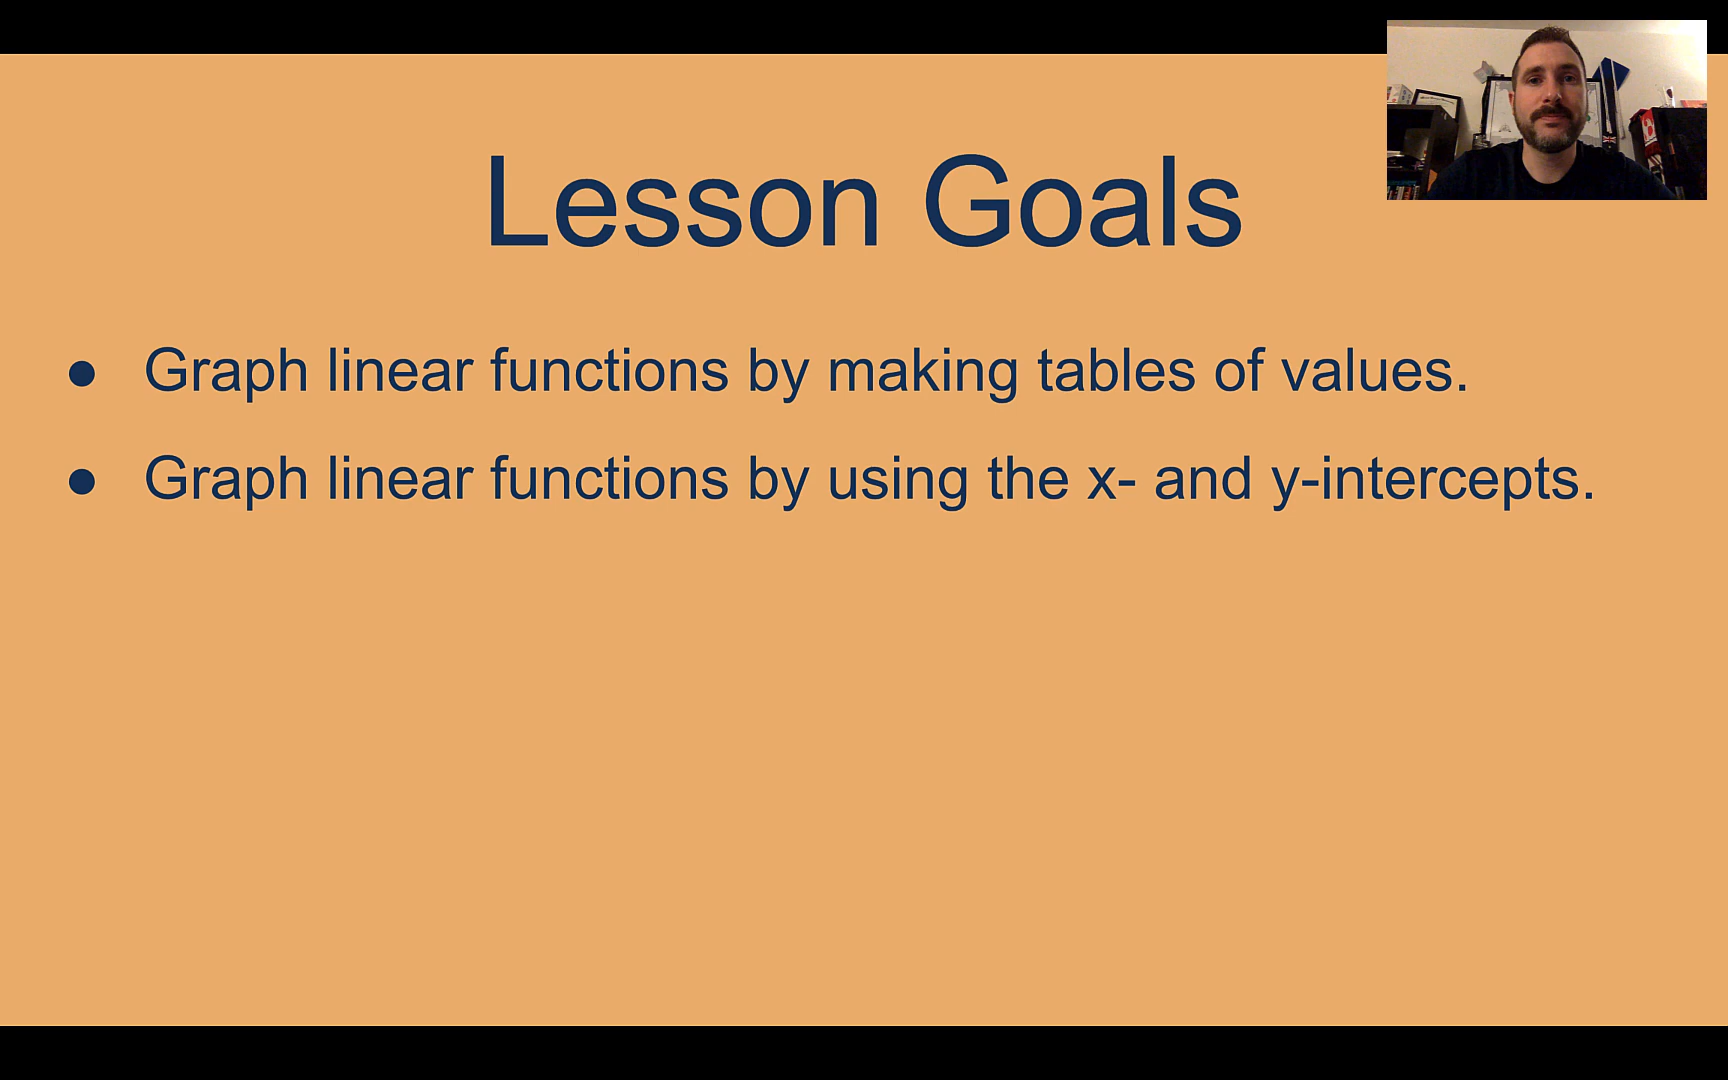 Lesson Goals
● Graph linear functions by making tables of values.
● Graph linear functions by using the x- and y-intercepts.